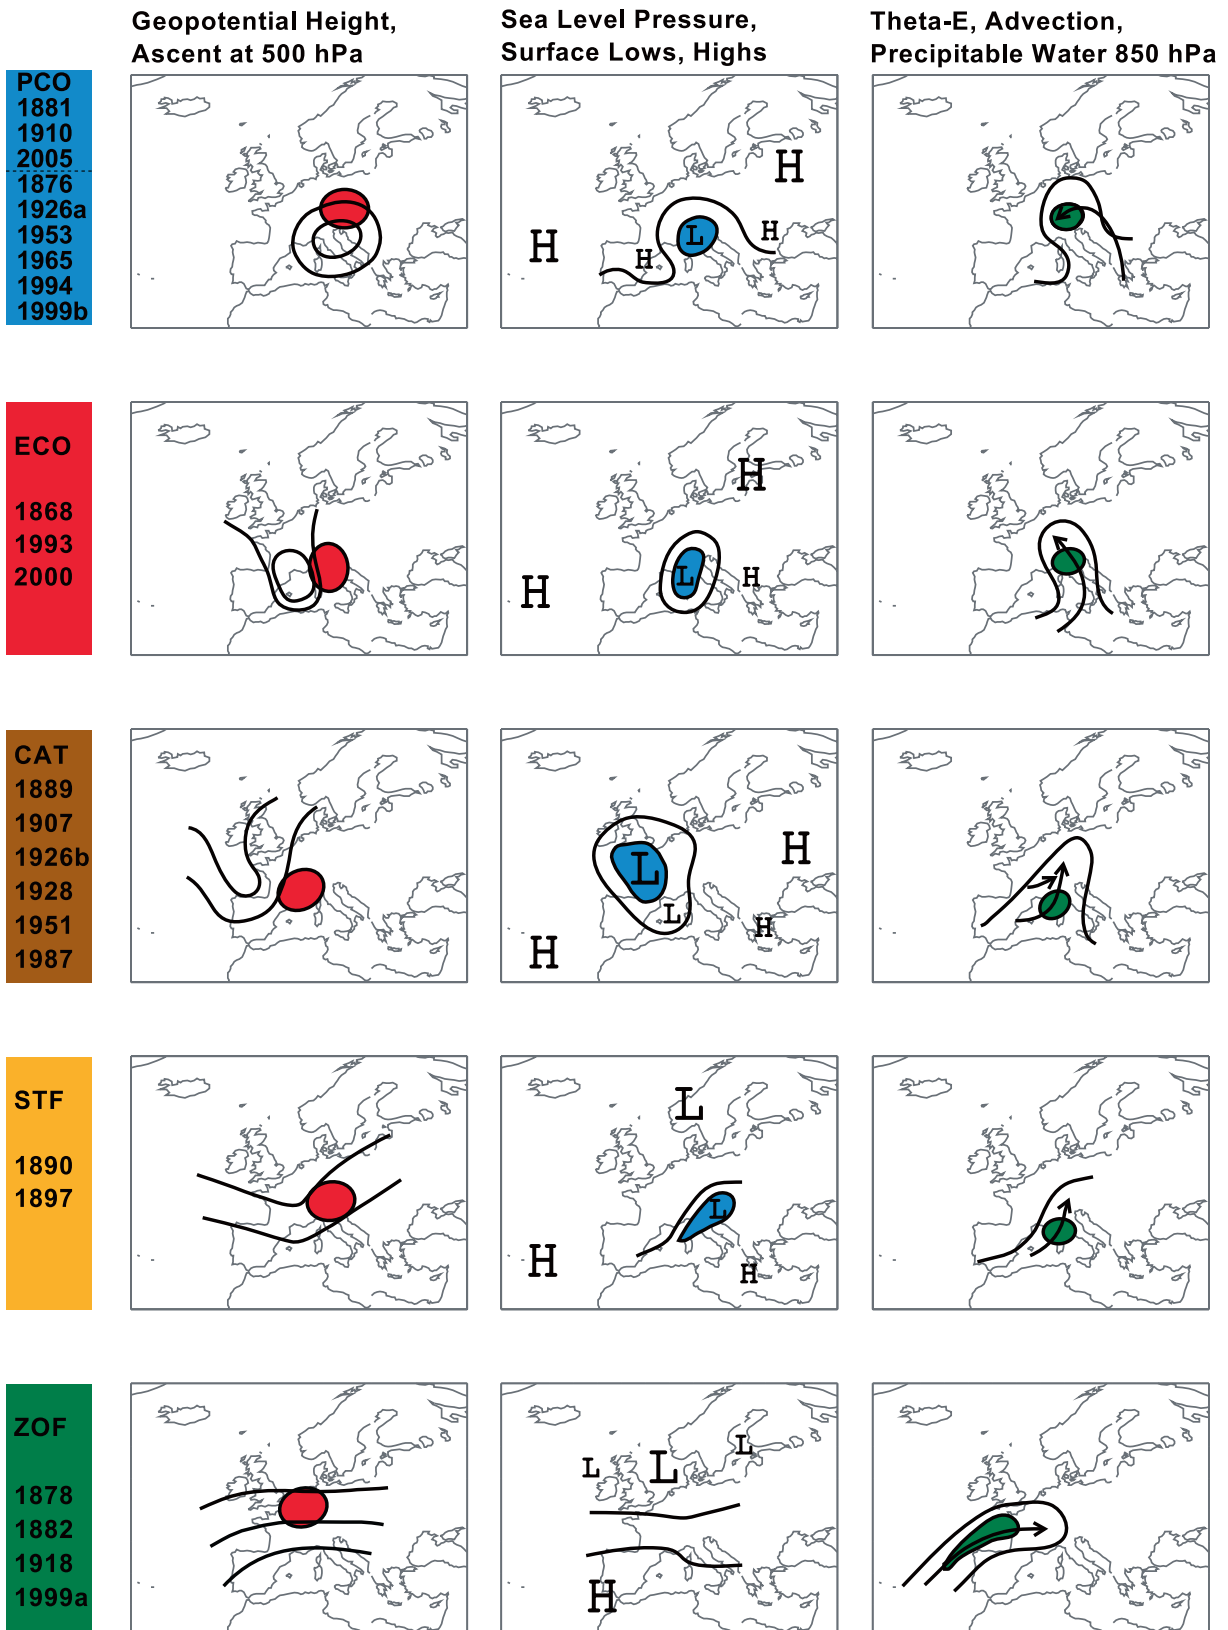 Geopotential Height,
Ascent at 500 hPa
Sea Level Pressure,
Surface Lows, Highs
Theta-E, Advection,
Precipitable Water 850 hPa
PCO
1881
1910
2005
1876
1926a
1953
1965
1994
1999b
H
H
L
H
H
ECO
1868
1993
2000
H
L
H
H
CAT
1889
1907
1926b
1928
1951
1987
H
L
L
H
H
STF
1890
1897
L
L
H
H
ZOF
1878
1882
1918
1999a
L
L
L
H